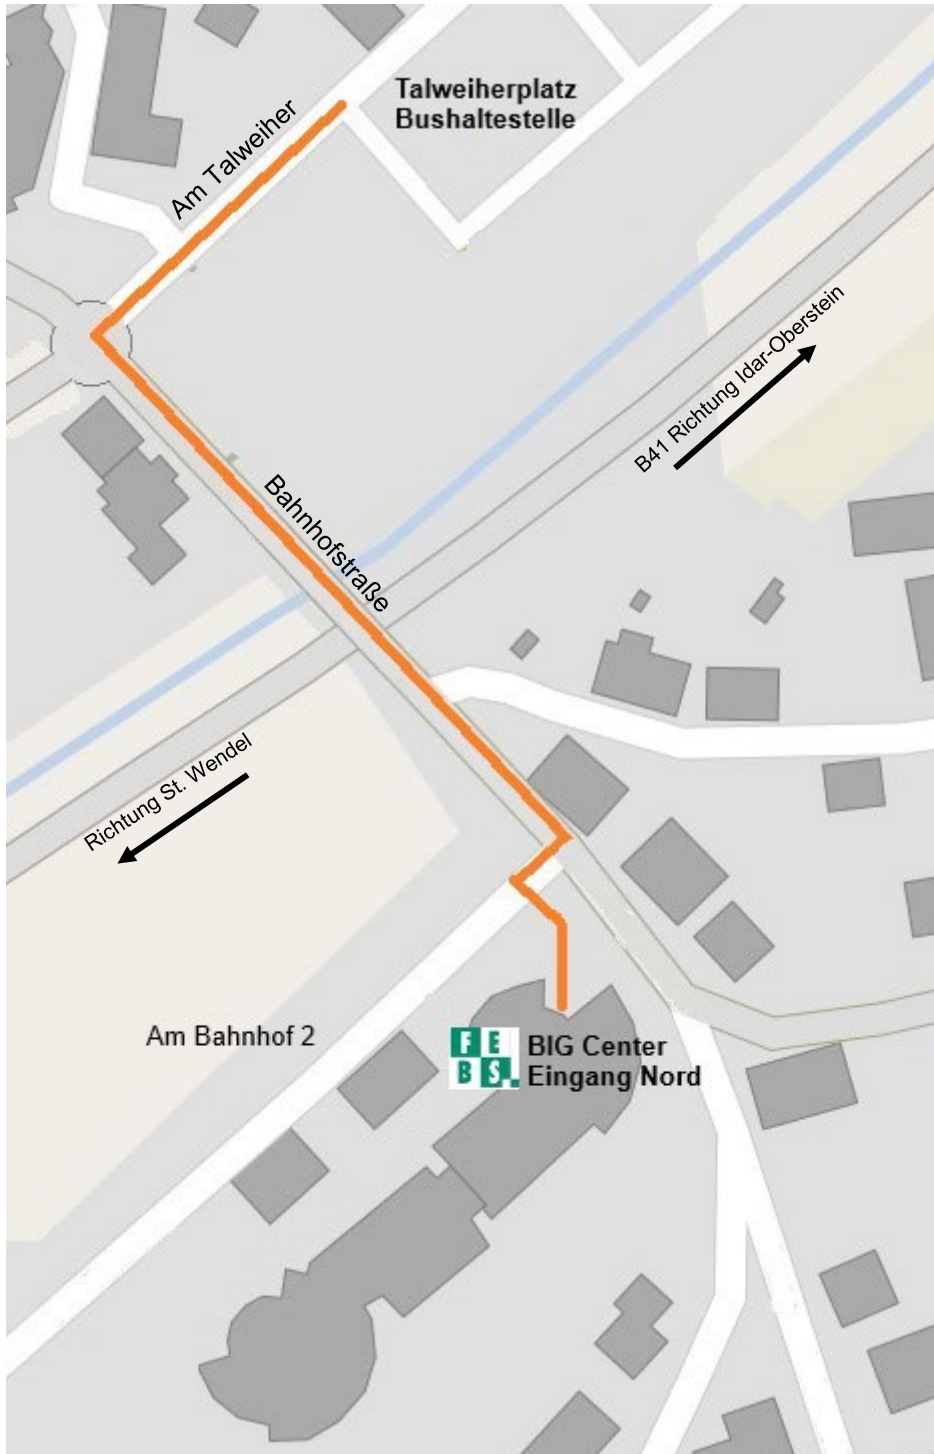 Talweiherplatz
Bushaltestelle
Am Talweiher
B41 Richtung Idar-Oberstein
Bahnhofstraße
Richtung St. Wendel
Am Bahnhof 2
F E
B S.
BIG Center
Eingang Nord